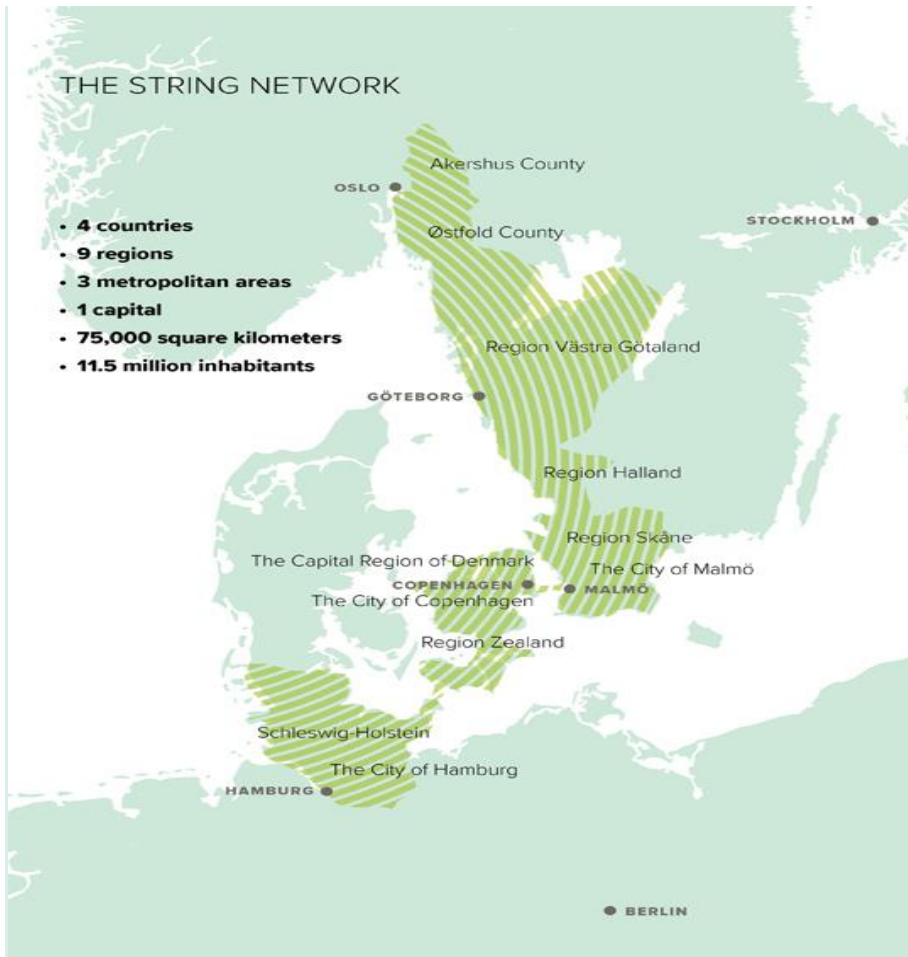 THE STRING NETWORK
Akershus County
OSLO
STOCKHOLM
• 4 countries
Østfold County
• 9 regions
• 3 metropolitan areas
• 1 capital
• 75,000 square kilometers
Region Västra Götaland
• 11.5 million inhabitants
GÖTEBORG
Region Halland
Region Skåne
The Capital Region of Denmark
The City of Malmö
COPENHAGEN
MALMÖ
The City of Copenhagen
Region Zealand
Schleswig-Holstein
The City of Hamburg
HAMBURG
BERLIN